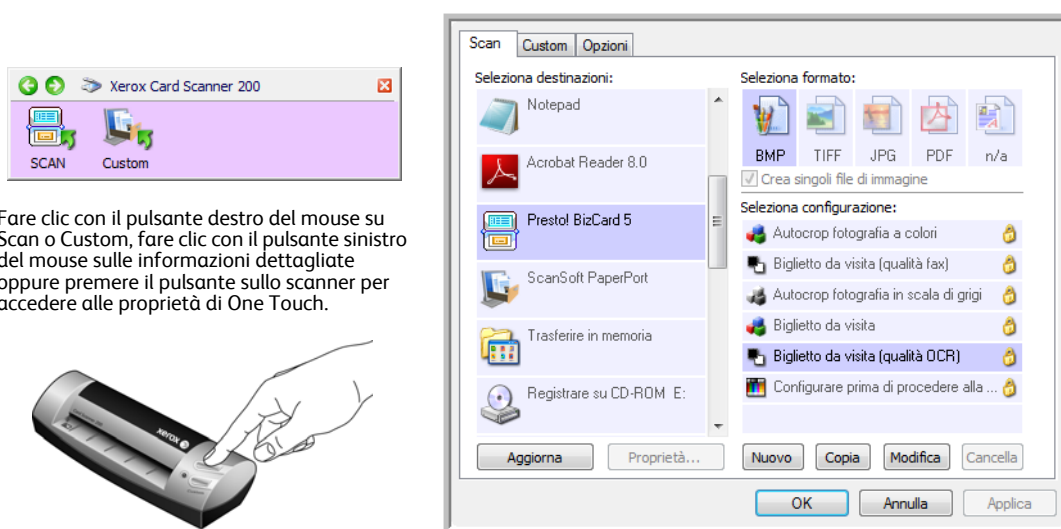 Xerox Card Scanner 200
SCAN Custom
Fare clic con il pulsante destro del mouse su
Scan o Custom, fare clic con il pulsante sinistro
del mouse sulle informazioni dettagliate
oppure premere il pulsante sullo scanner per
accedere alle proprietà di One Touch.
xerox
Scan Custom Opzioni
Seleziona destinazioni:
Notepad
Acrobat Reader 8.0
Presto! BizCard 5
ScanSoft PaperPort
Trasferire in memoria
Registrare su CD-ROM E:
Aggiorna Proprietà...
Seleziona formato:
BMP TIFF JPG PDF n/a
Crea singoli file di immagine
Seleziona configurazione:
Autocrop fotografia a colori
Biglietto da visita (qualità fax)
Autocrop fotografia in scala di grigi
Biglietto da visita
Biglietto da visita (qualità OCR)
Configurare prima di procedere alla ...
Nuovo Copia Modifica Cancella
OK Annulla Applica